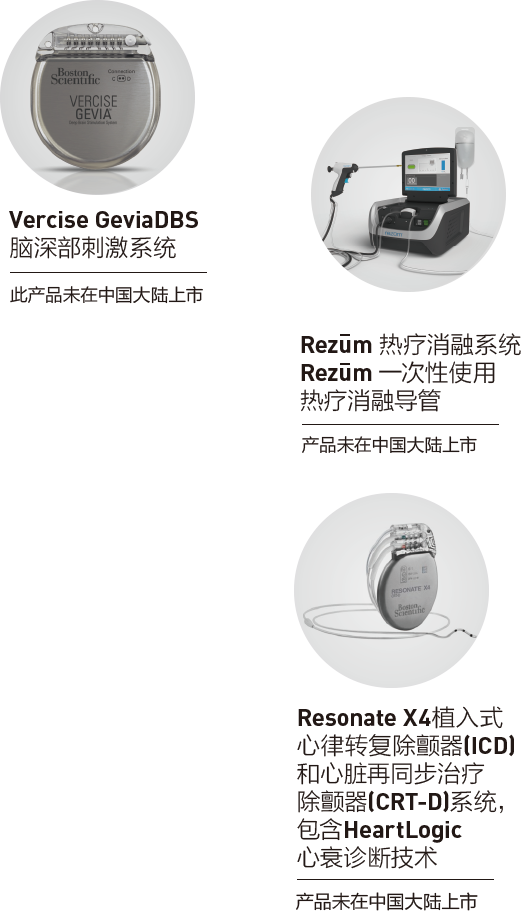 Boston
Scientific
Connection
C D
VERCISE
GEVIA
Vercise GeviaDBS
脑深部刺激系统
此产品未在中国大陆上市
Rezūm 热疗消融系统
Rezūm 一次性使用
热疗消融导管
产品未在中国大陆上市
RESONATE X4
Boston
Scientific
Resonate X4植入式
心律转复除颤器(ICD)
和心脏再同步治疗
除颤器(CRT-D)系统，
包含HeartLogic
心衰诊断技术
产品未在中国大陆上市